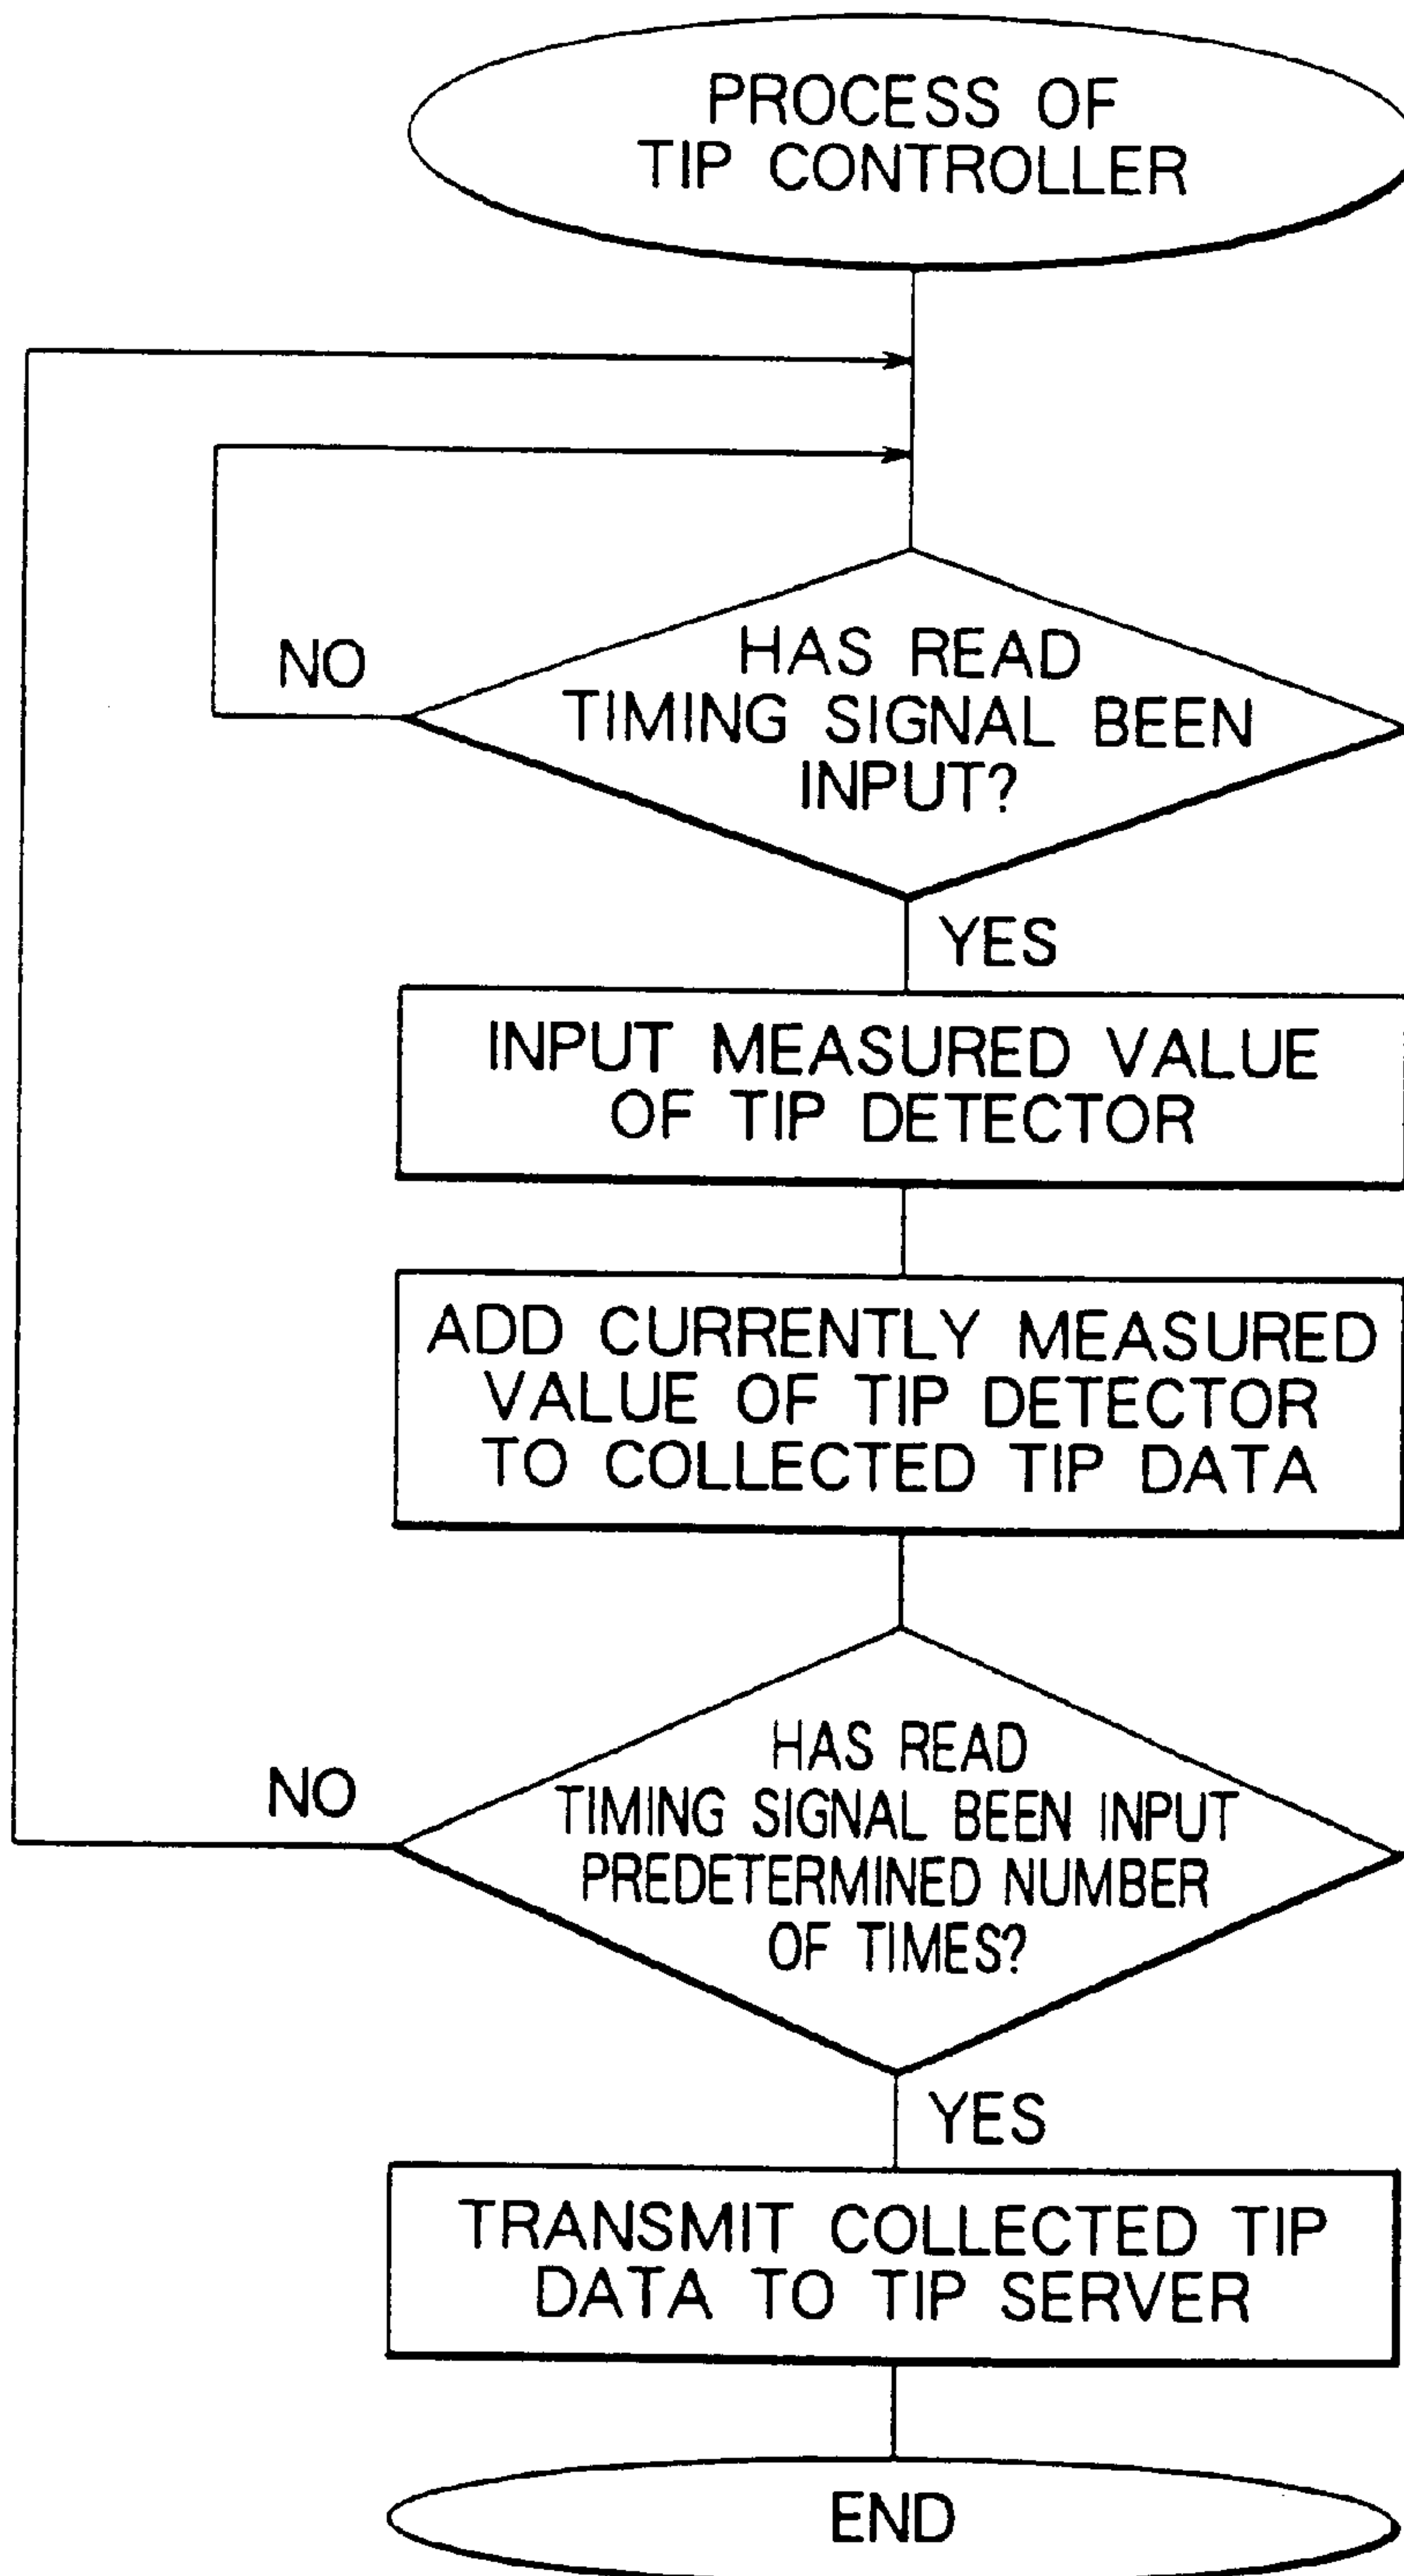 PROCESS OF
TIP CONTROLLER
NO
HAS READ
TIMING SIGNAL BEEN
INPUT?
YES
INPUT MEASURED VALUE
OF TIP DETECTOR
ADD CURRENTLY MEASURED
VALUE OF TIP DETECTOR
TO COLLECTED TIP DATA
NO
HAS READ
TIMING SIGNAL BEEN INPUT
PREDETERMINED NUMBER
OF TIMES?
YES
TRANSMIT COLLECTED TIP
DATA TO TIP SERVER
END